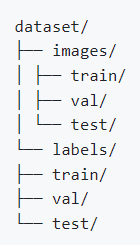 dataset/
├── images/
│ ├── train/
│ ├── val/
│ └── test/
└── labels/
├── train/
├── val/
└── test/